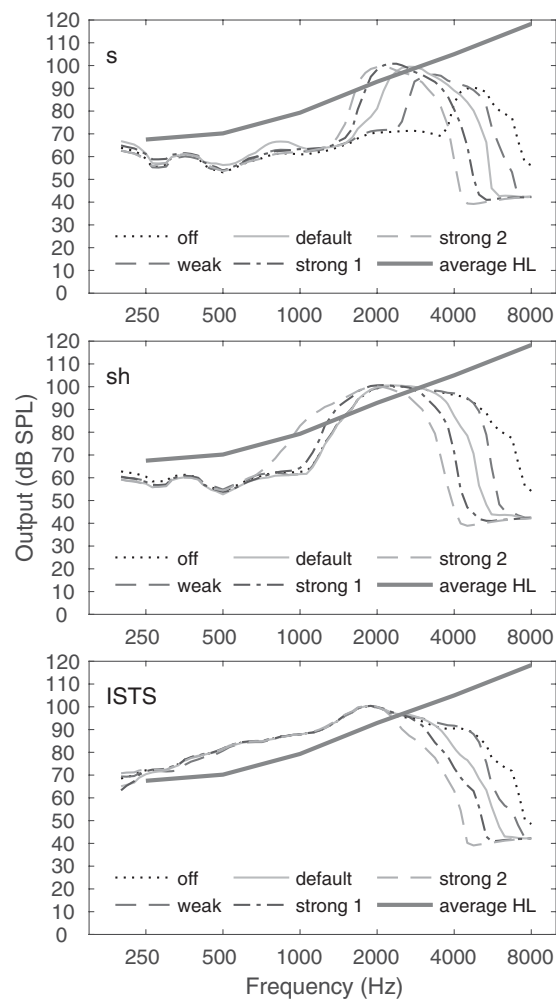 120
110
100
90
80
70
60
50
40
30
20
10
0
s
off default strong 2
weak strong 1 average HL
250 500 1000 2000 4000 8000
120
110
100
90
80
70
60
50
40
30
20
10
0
sh
Output (dB SPL)
off default strong 2
weak strong 1 average HL
250 500 1000 2000 4000 8000
120
110
100
90
80
70
60
50
40
30
20
10
0
ISTS
off default strong 2
weak strong 1 average HL
250 500 1000 2000 4000 8000
Frequency (Hz)